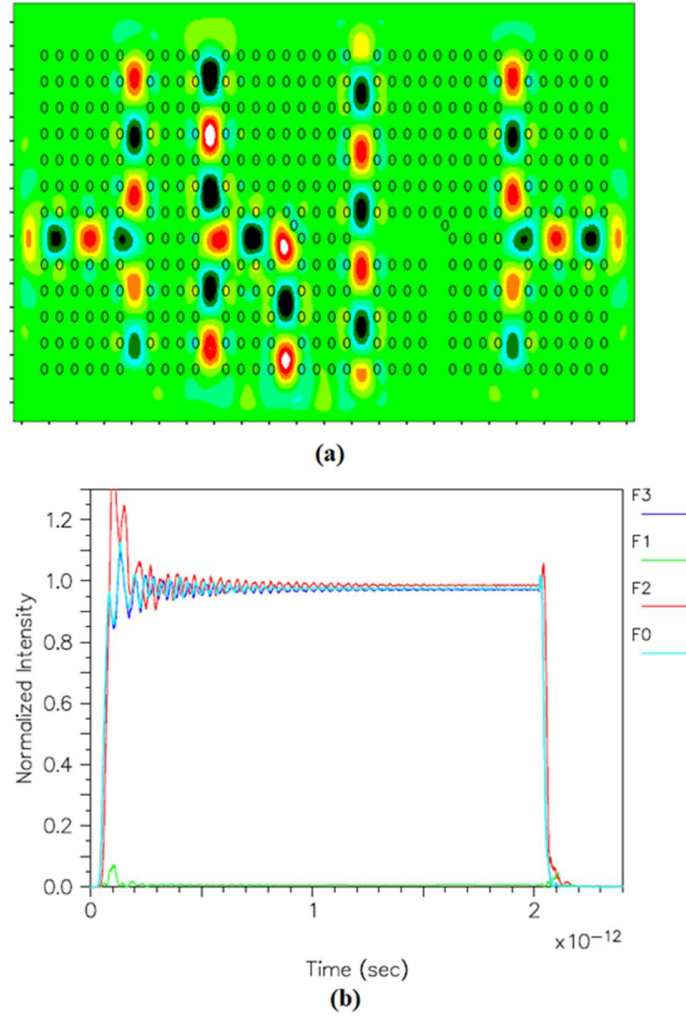 (a)
1.2
1.0
0.8
0.6
0.4
0.2
0.0
Normalized Intensity
0
1
2
x10−12
Time (sec)
F3
F1
F2
F0
(b)